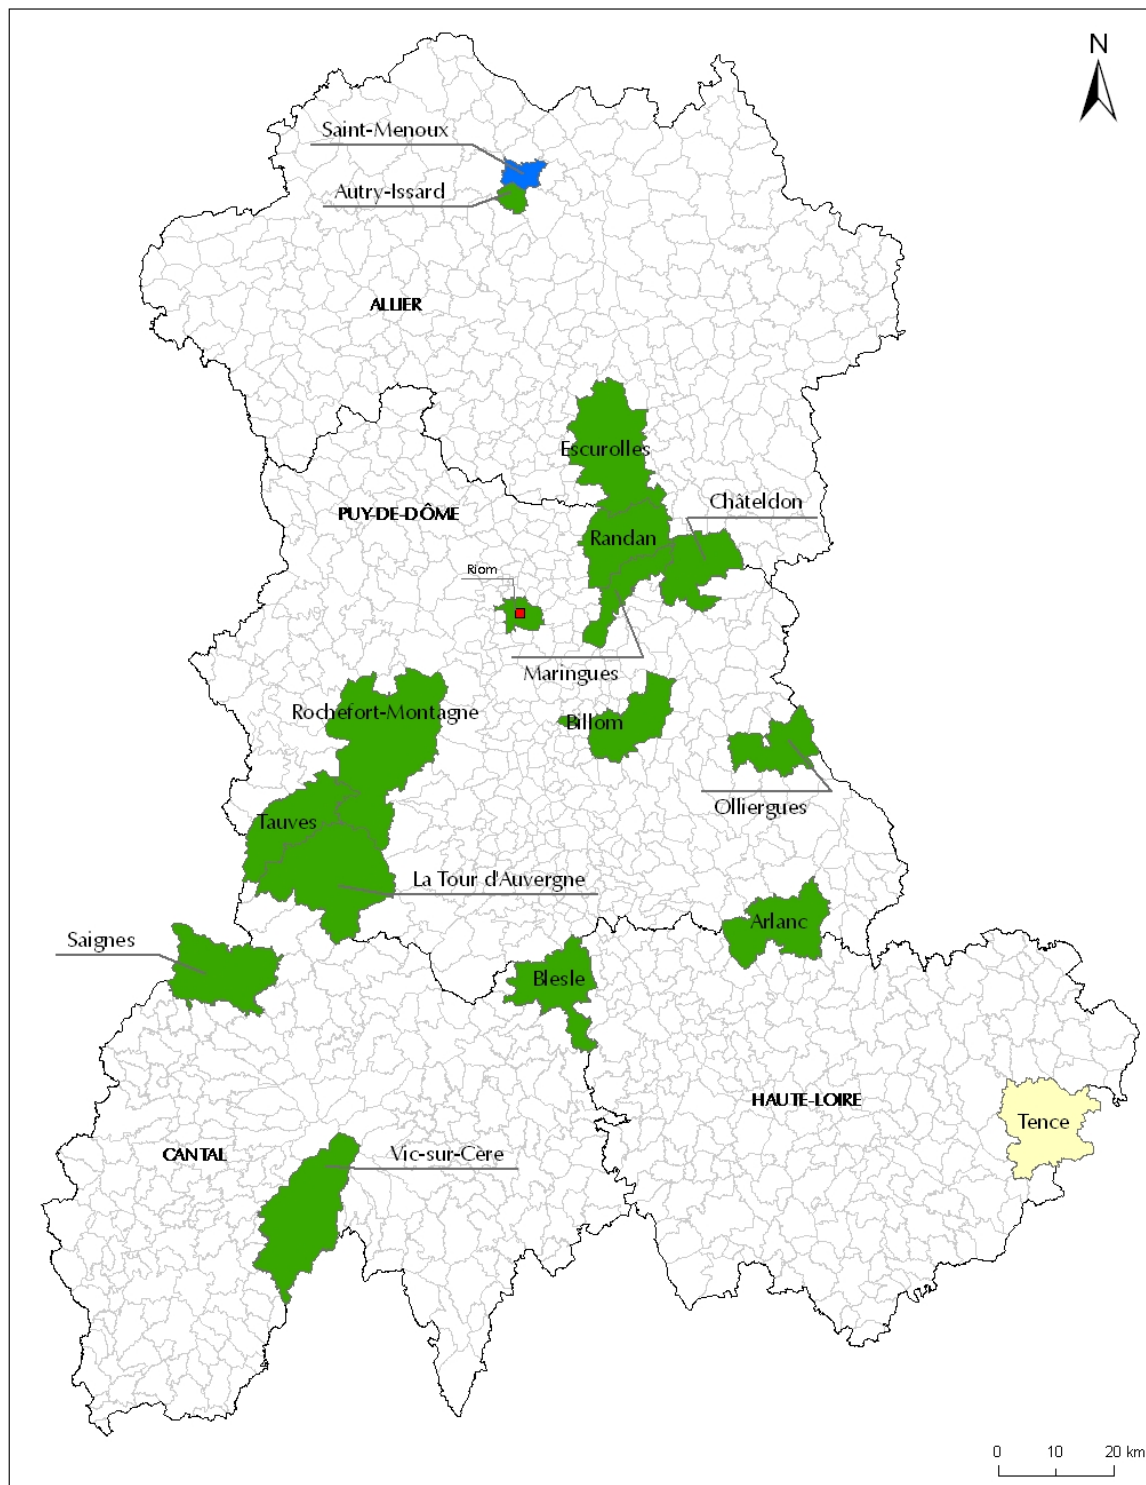 N
Saint-Menoux
Autry-Issard
ALLIER
Escurolles
Châteldon
PUY-DE-DÔME
Randan
Riom
Maringues
Rochefort-Montagne
Billom
Olliergues
Tauves
La Tour d'Auvergne
Arlanc
Saignes
Blesle
HAUTE-LOIRE
Tence
CANTAL
Vic-sur-Cère
0 10 20 km